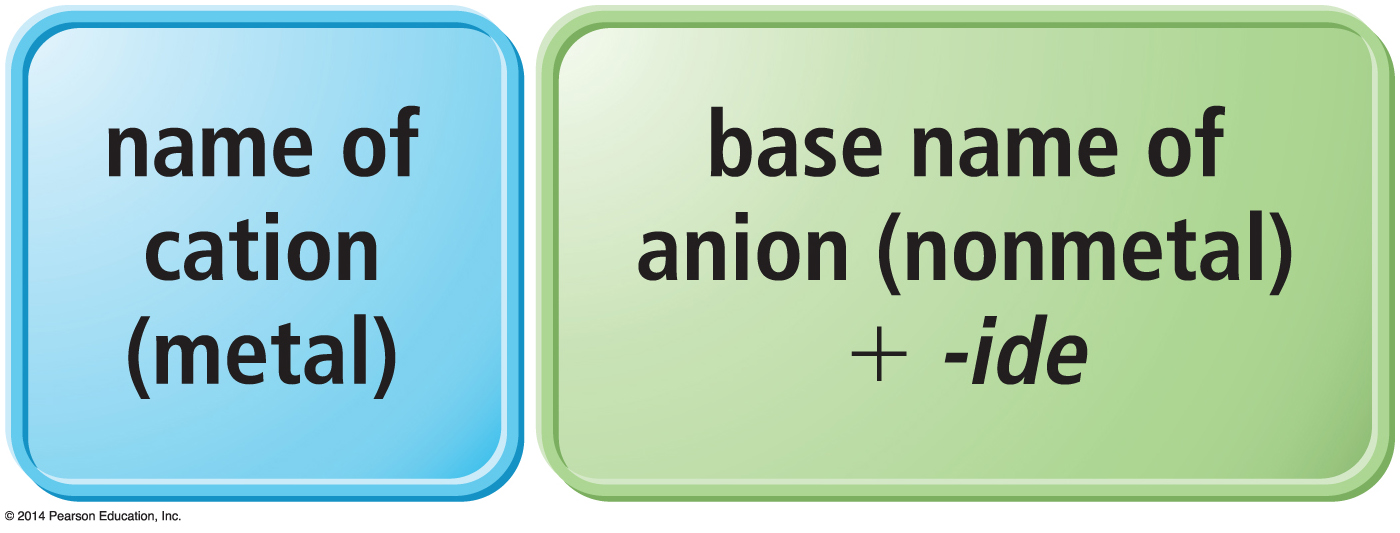 name of
cation
(metal)
base name of
anion (nonmetal)
+ -ide
© 2014 Pearson Education, Inc.